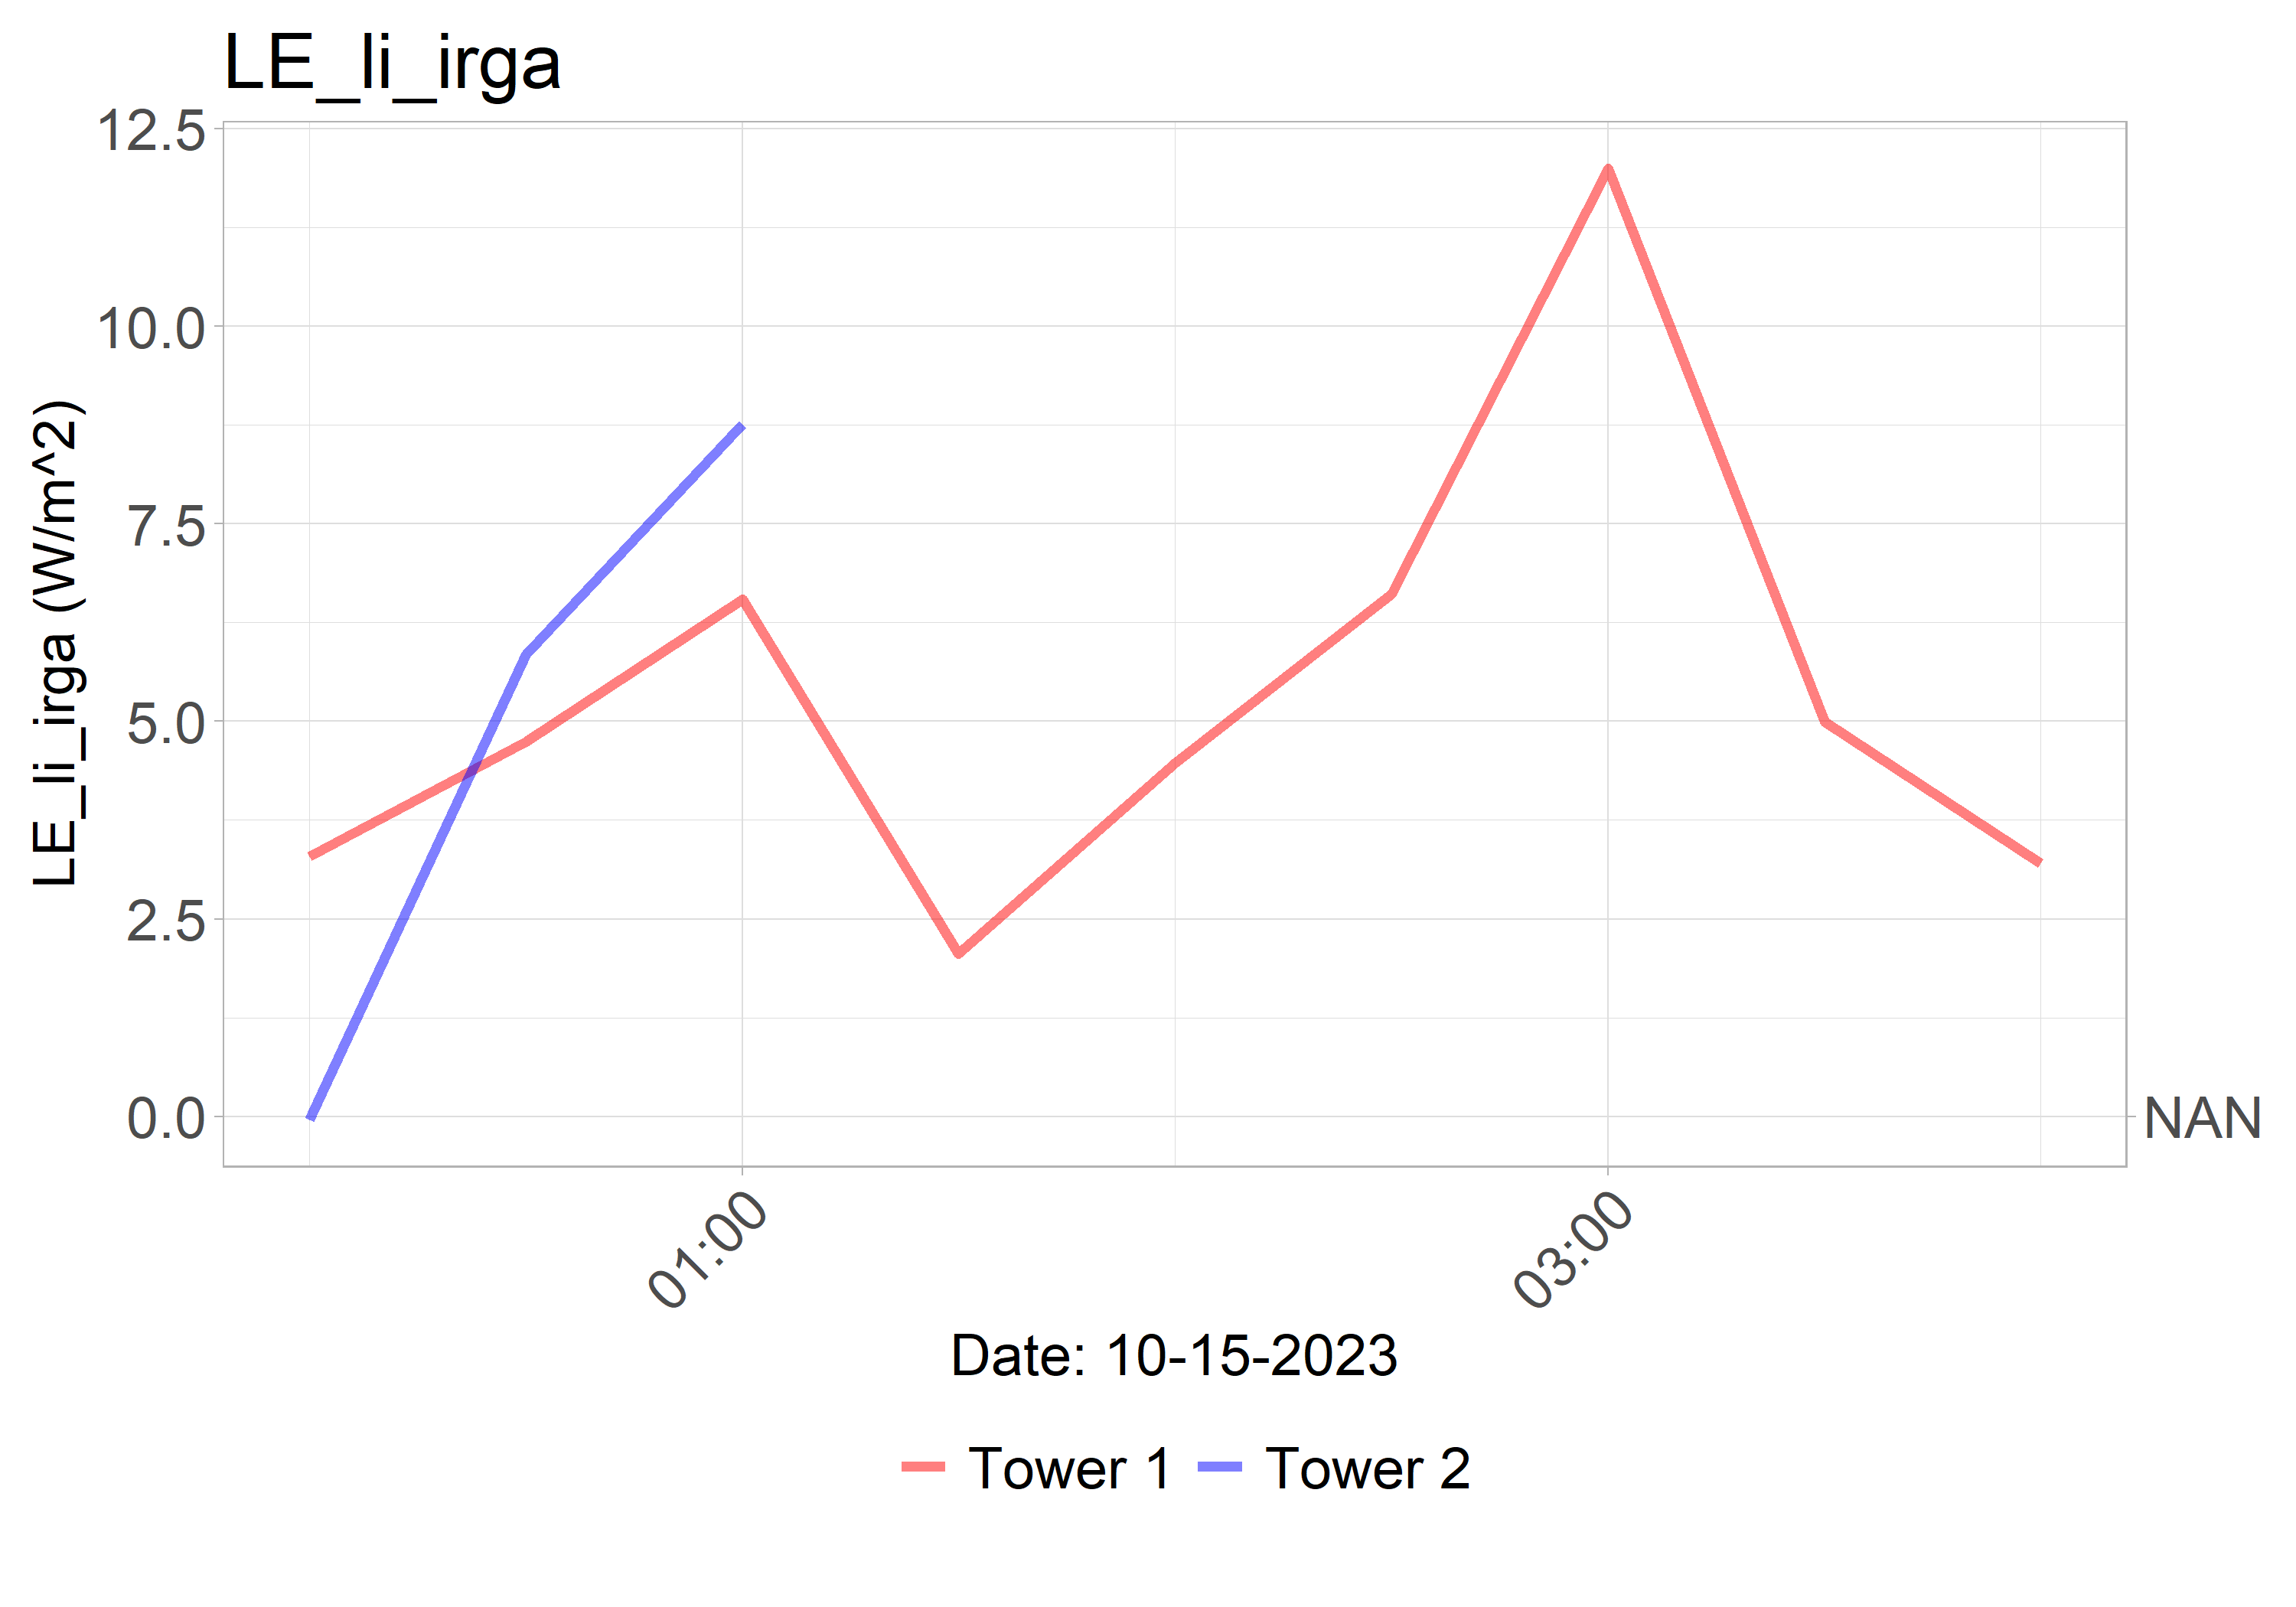 LE_li_irga
12.5
10.0
7.5
5.0
2.5
0.0
LE_li_irga (W/m^2)
NAN
01:00
03:00
Date: 10-15-2023
Tower 1 Tower 2